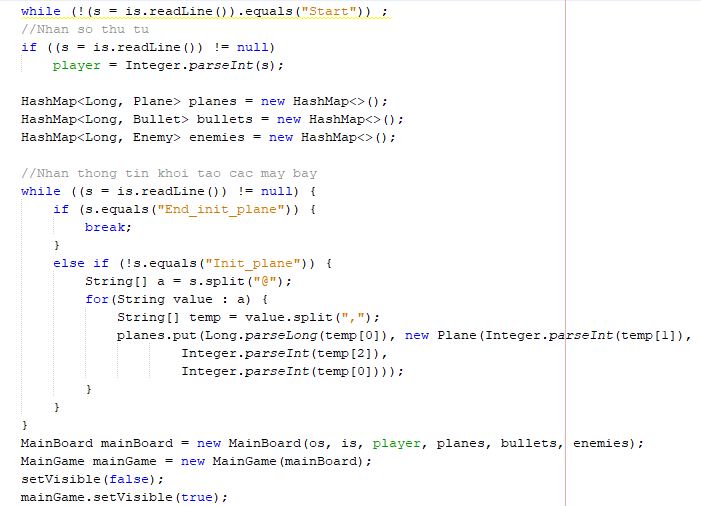 while (!(s = is.readLine()).equals("Start")) ;
//Nhan so thu tu
if ((s = is.readLine()) != null)
    player = Integer.parseInt(s);

HashMap<Long, Plane> planes = new HashMap<>();
HashMap<Long, Bullet> bullets = new HashMap<>();
HashMap<Long, Enemy> enemies = new HashMap<>();

//Nhan thong tin khoi tao cac may bay
while ((s = is.readLine()) != null) {
    if (s.equals("End_init_plane")) {
        break;
    }
    else if (!s.equals("Init_plane")) {
        String[] a = s.split("@");
        for(String value : a) {
            String[] temp = value.split(",");
            planes.put(Long.parseLong(temp[0]), new Plane(Integer.parseInt(temp[1]),
                    Integer.parseInt(temp[2]),
                    Integer.parseInt(temp[0])));
        }
    }
}
MainBoard mainBoard = new MainBoard(os, is, player, planes, bullets, enemies);
MainGame mainGame = new MainGame(mainBoard);
setVisible(false);
mainGame.setVisible(true);